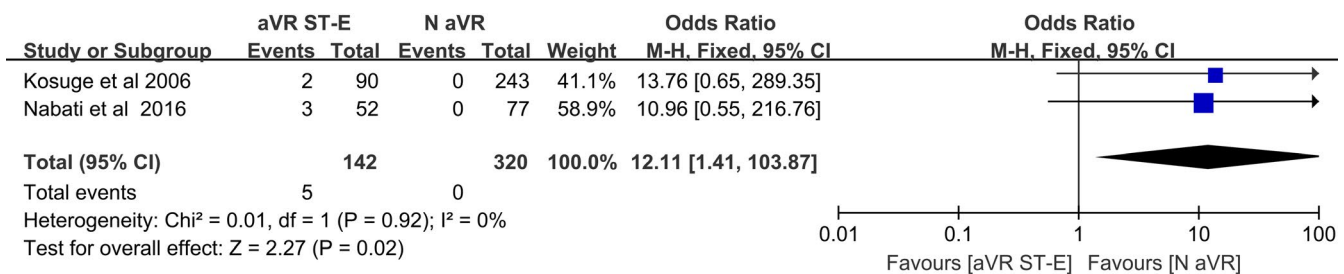 aVR ST-E N aVR Odds Ratio Odds Ratio
Study or Subgroup Events Total Events Total Weight M-H, Fixed, 95% CI M-H, Fixed, 95% CI
Kosuge et al 2006 2 90 0 243 41.1% 13.76 [0.65, 289.35]
Nabati et al 2016 3 52 0 77 58.9% 10.96 [0.55, 216.76]
Total (95% CI) 142 320 100.0% 12.11 [1.41, 103.87]
Total events 5 0
Heterogeneity: Chi² = 0.01, df = 1 (P = 0.92); I² = 0%
Test for overall effect: Z = 2.27 (P = 0.02)
0.01 0.1 1 10 100
Favours [aVR ST-E] Favours [N aVR]